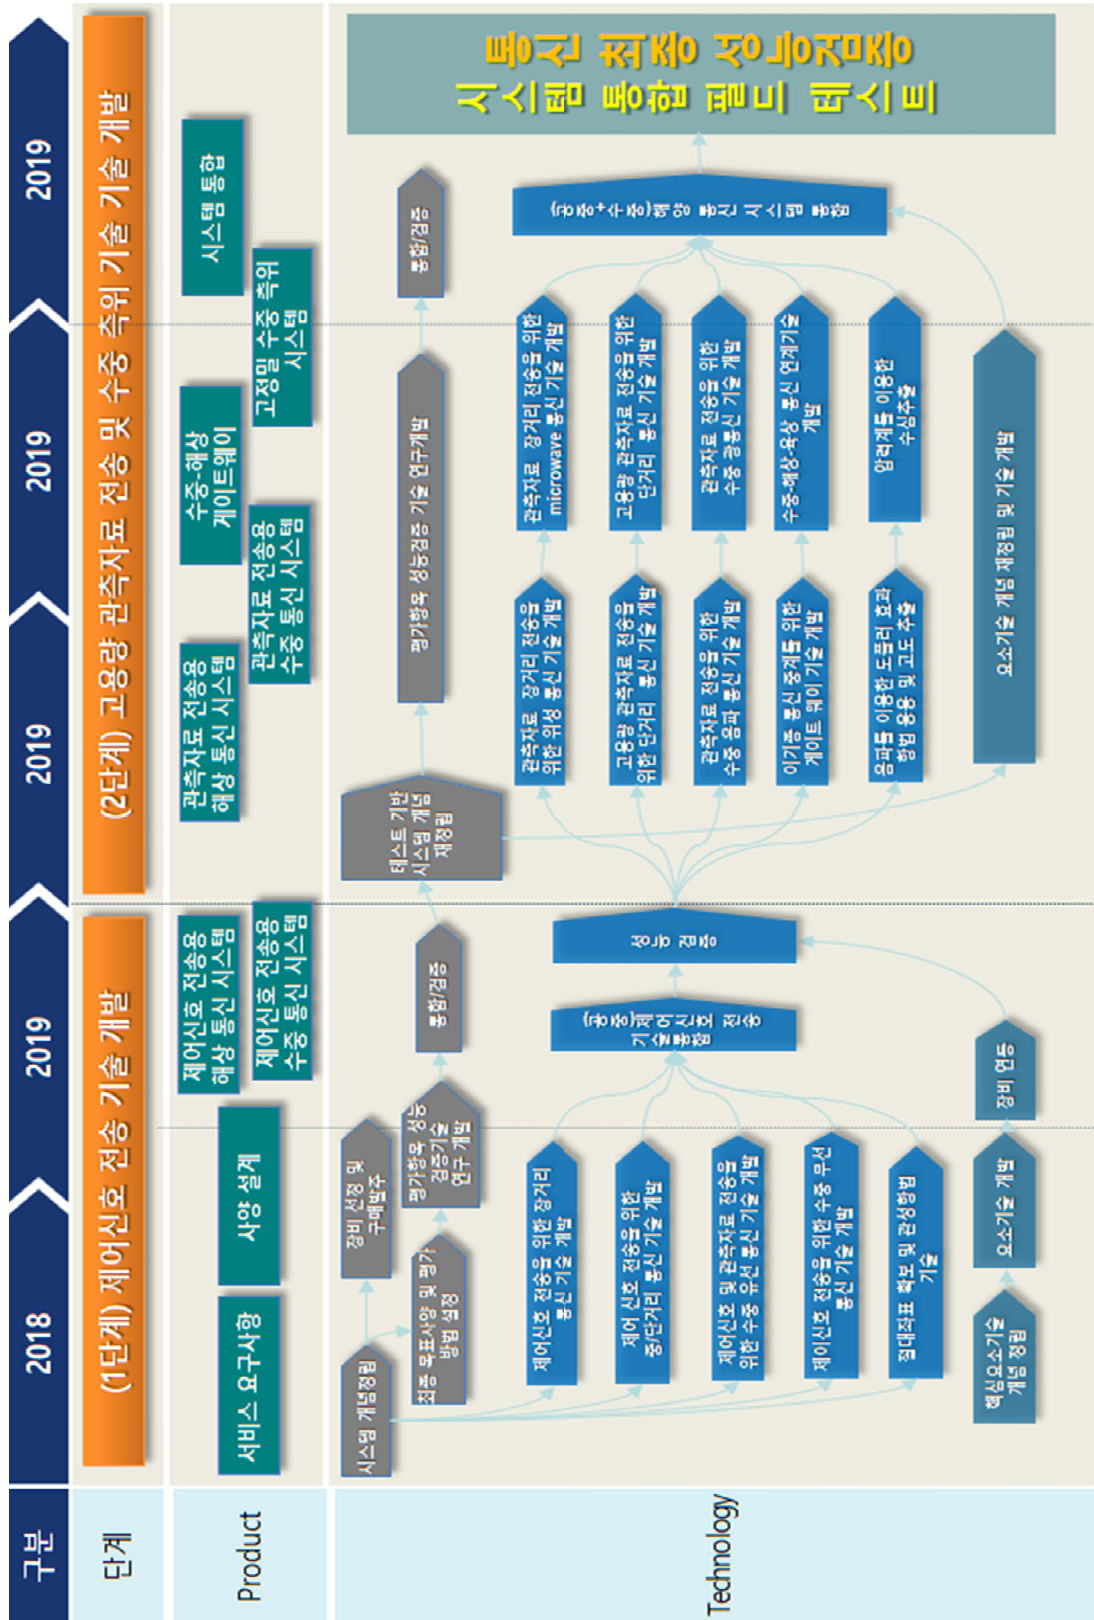 구분
2018
2019
2019
2019
2019
단계
(1단계) 제어신호 전송 기술 개발
(2단계) 고용량 관측자료 전송 및 수중 측위 기술 기술 개발
Product
서비스 요구사항
사양 설계
제어신호 전송용
해상 통신 시스템
제어신호 전송용
수중 통신 시스템
관측자료 전송용
해상 통신 시스템
관측자료 전송용
수중 통신 시스템
수중-해상
게이트웨이
고정밀 수중 측위
시스템
시스템 통합
Technology
시스템 개념정립
장비 선정 및
구매발주
최종 목표사양 및 평가
방법 설정
평가항목 성능
검증기술
연구 개발
통합/검증
테스트 기반
시스템 개념
재정립
평가항목 성능검증 기술 연구개발
통합/검증
제어신호 전송을 위한 장거리
통신 기술 개발
제어 신호 전송을 위한
중/단거리 통신 기술 개발
제어신호 및 관측자료 전송을
위한 수중 유선 통신 기술 개발
제어신호 전송을 위한 수중 무선
통신 기술 개발
절대좌표 확보 및 관성항법
기술
(공중)제어신호 전송
기술통합
성능 검증
관측자료 장거리 전송을
위한 위성 통신 기술 개발
고용량 관측자료 전송을
위한 단거리 통신 기술 개발
관측자료 전송을 위한
수중 음파 통신 기술 개발
이기종 통신 중계를 위한
게이트 웨이 기술 개발
음파를 이용한 도플러 효과
항법 응용 및 고도 추출
관측자료 장거리 전송을 위한
microwave 통신 기술 개발
고용량 관측자료 전송을 위한
단거리 통신 기술 개발
관측자료 전송을 위한
수중 광통신 기술 개발
수중-해상-육상 통신 연계기술
개발
압력계를 이용한
수심추출
(공중+수중)해양 통신 시스템 통합
핵심요소기술
개념 정립
요소기술 개발
장비 연동
요소기술 개념 재정립 및 기술 개발
통신 최종 성능검증
시스템 통합 필드 테스트